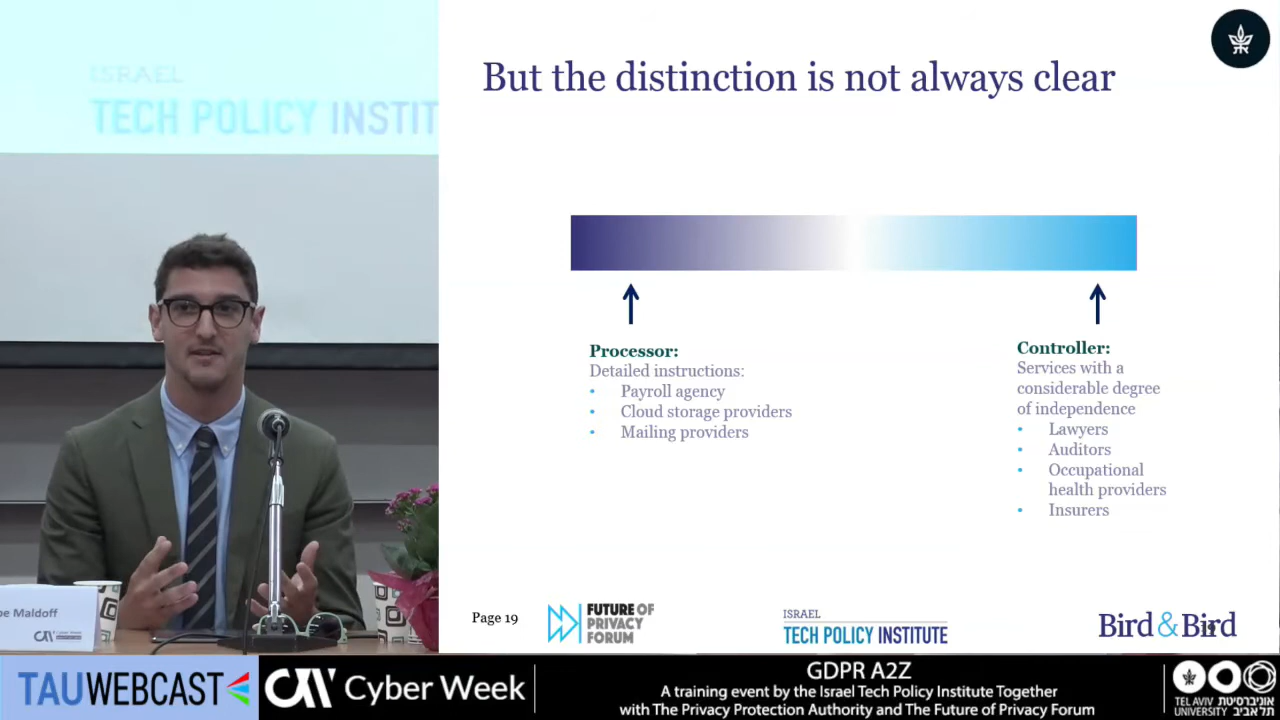 ISRAEL
TECH POLICY INSTIT
But the distinction is not always clear
Processor:
Detailed instructions:
• Payroll agency
• Cloud storage providers
• Mailing providers
Controller:
Services with a
considerable degree
of independence
• Lawyers
• Auditors
• Occupational
health providers
• Insurers
be Maldoff
Cyber Week
Page 19
FUTURE OF
PRIVACY
FORUM
ISRAEL
TECH POLICY INSTITUTE
Bird & Bird
19
TAUWEBCAST
Cyber Week
GDPR A2Z
A training event by the Israel Tech Policy Institute Together
with The Privacy Protection Authority and The Future of Privacy Forum
TEL AVIV אוניברסיטת
UNIVERSITY תל אביב